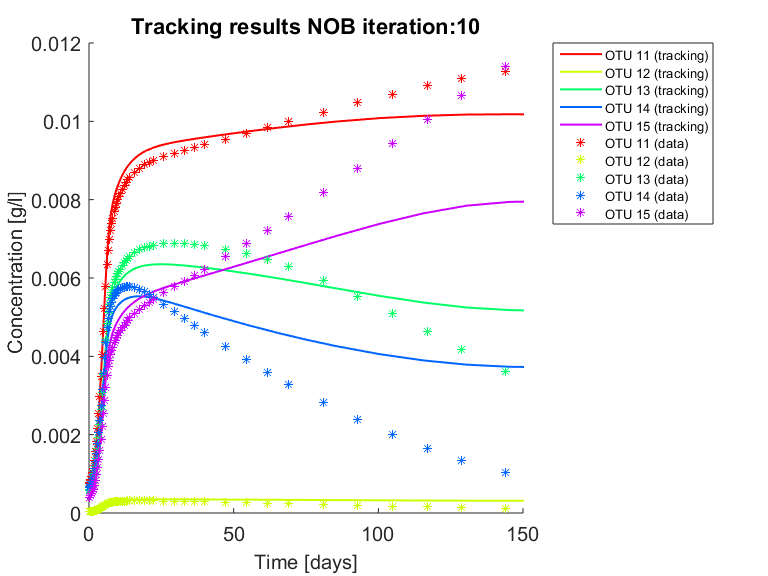 Tracking results NOB iteration:10
Concentration [g/l]
0.012
0.01
0.008
0.006
0.004
0.002
0
0
50
100
150
Time [days]
OTU 11 (tracking)
OTU 12 (tracking)
OTU 13 (tracking)
OTU 14 (tracking)
OTU 15 (tracking)
OTU 11 (data)
OTU 12 (data)
OTU 13 (data)
OTU 14 (data)
OTU 15 (data)